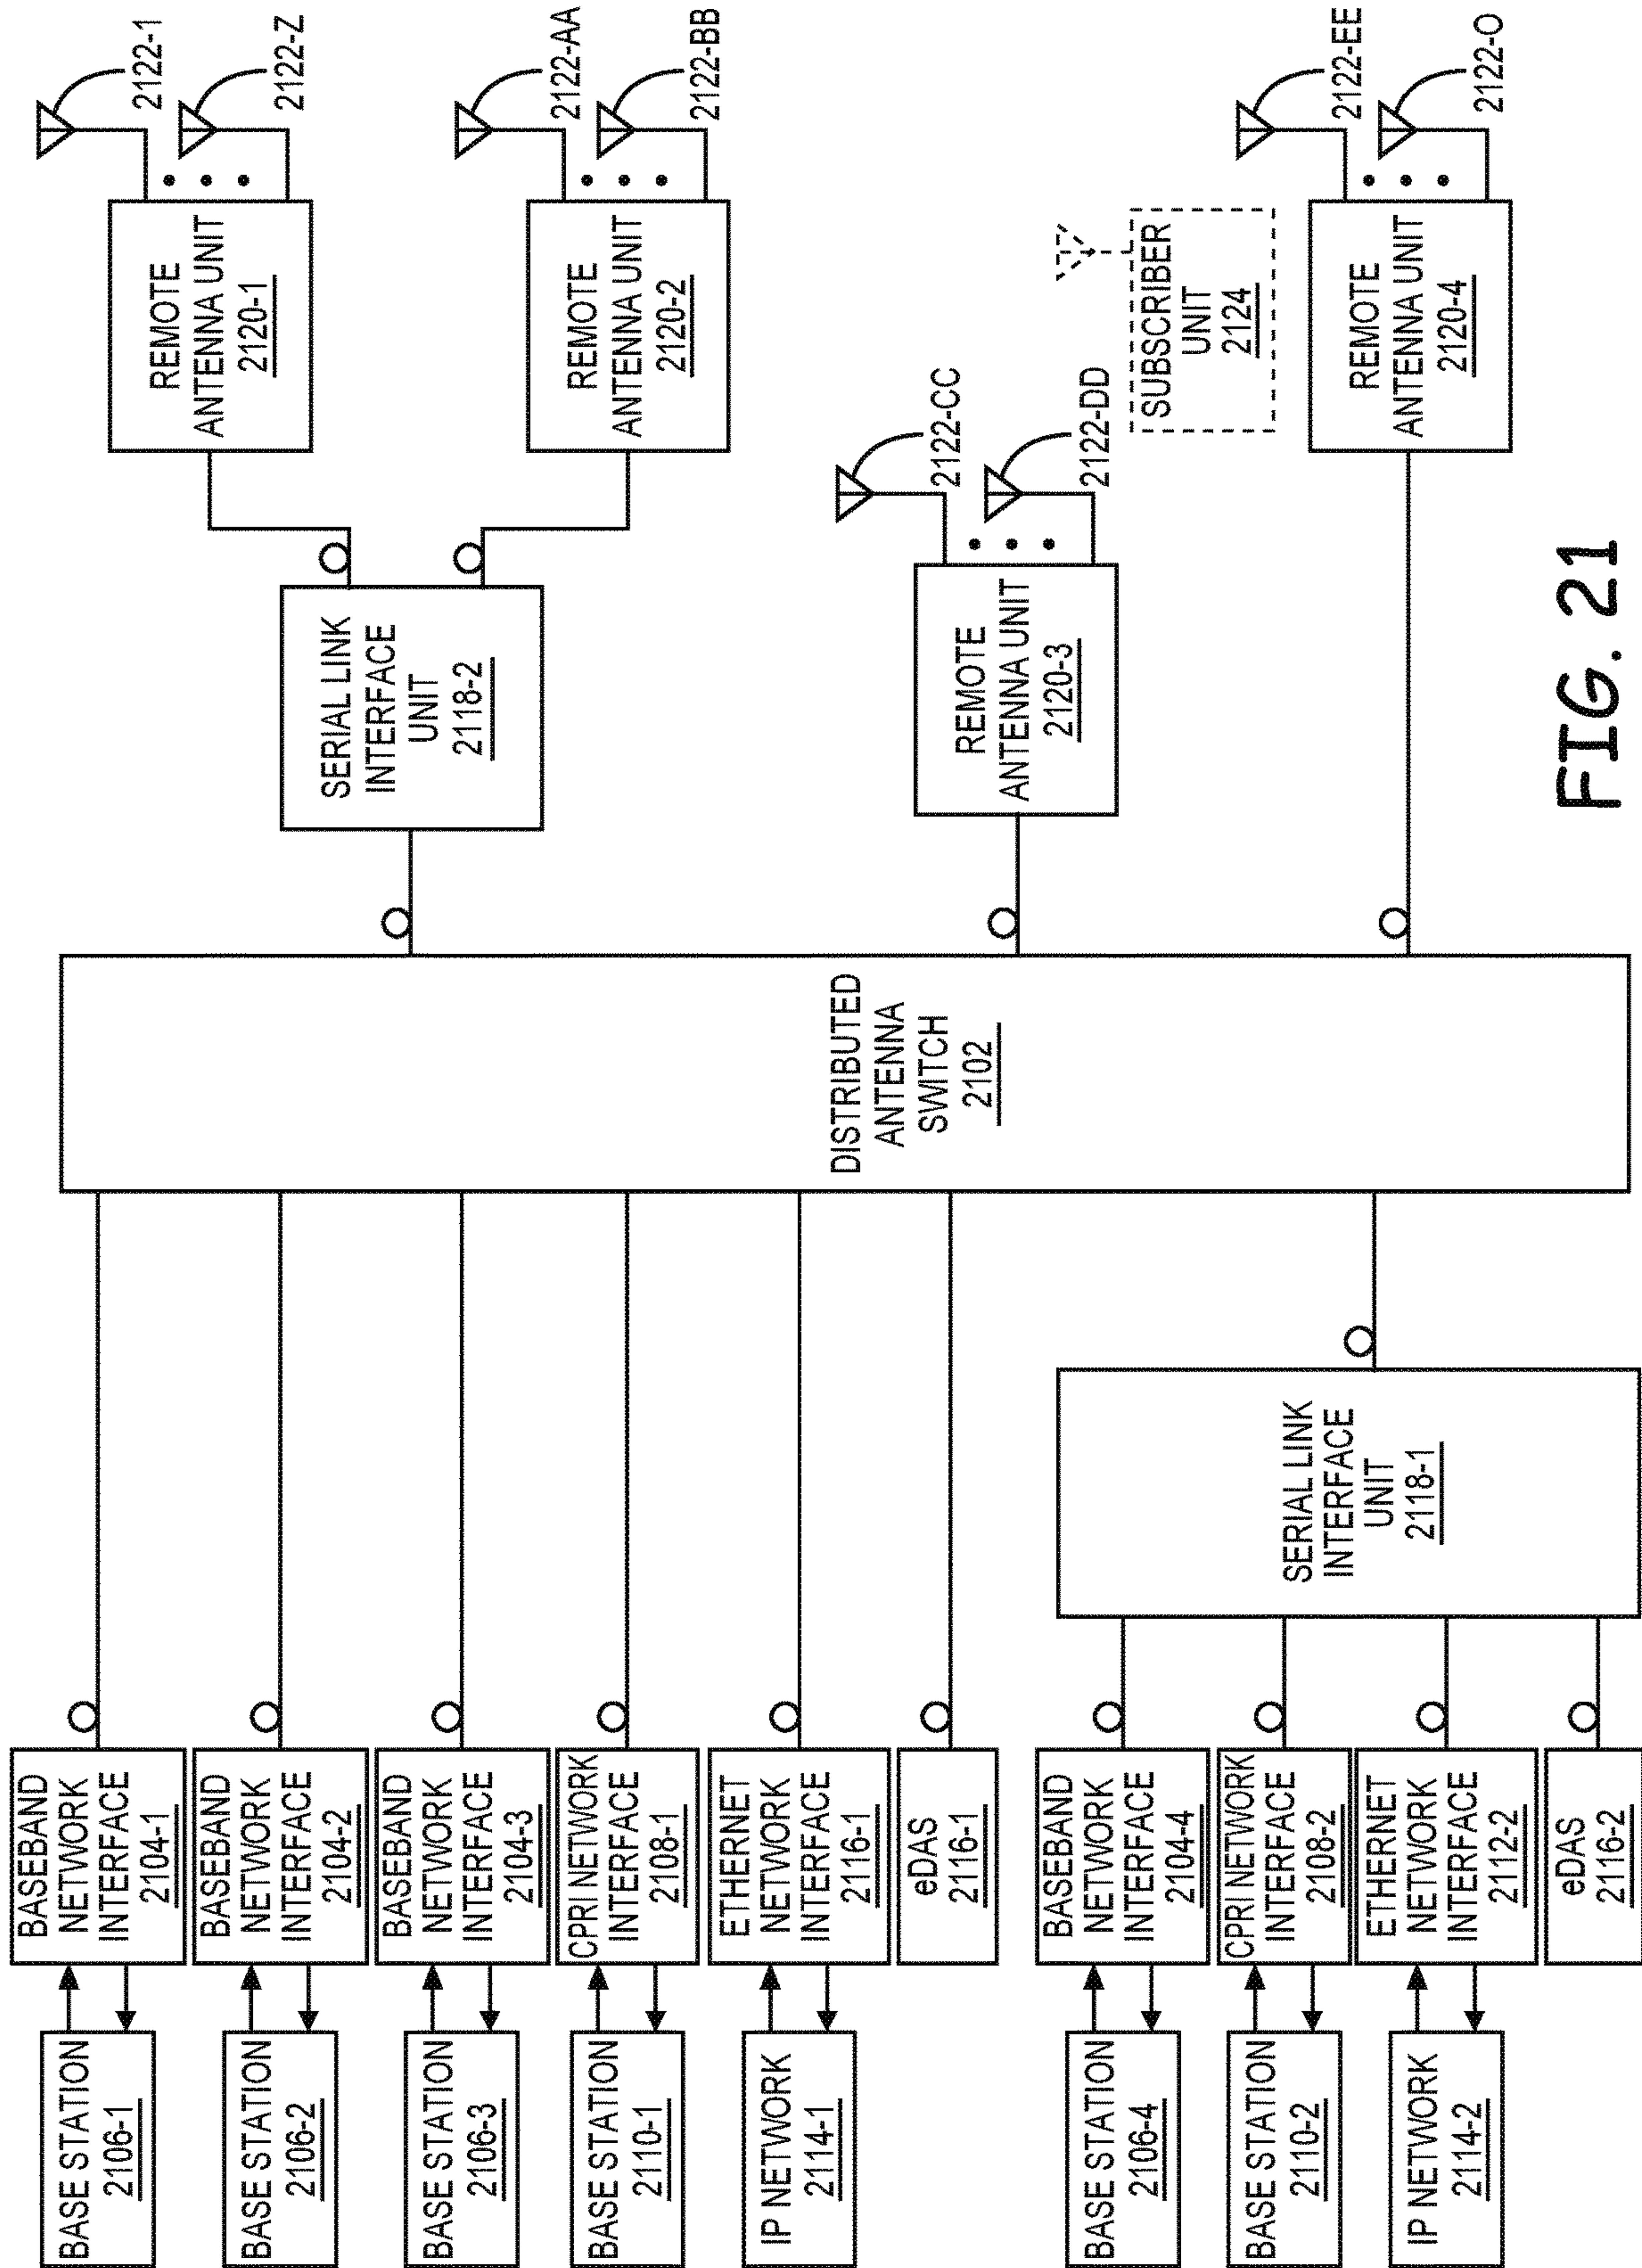 BASE STATION
2106-1
BASEBAND
NETWORK
INTERFACE
2104-1
BASE STATION
2106-2
BASEBAND
NETWORK
INTERFACE
2104-2
BASE STATION
2106-3
BASEBAND
NETWORK
INTERFACE
2104-3
BASE STATION
2110-1
CPRI NETWORK
INTERFACE
2108-1
IP NETWORK
2114-1
ETHERNET
NETWORK
INTERFACE
2116-1
eDAS
2116-1
BASE STATION
2106-4
BASEBAND
NETWORK
INTERFACE
2104-4
BASE STATION
2110-2
CPRI NETWORK
INTERFACE
2108-2
IP NETWORK
2114-2
ETHERNET
NETWORK
INTERFACE
2112-2
eDAS
2116-2
SERIAL LINK
INTERFACE
UNIT
2118-1
DISTRIBUTED
ANTENNA
SWITCH
2102
SERIAL LINK
INTERFACE
UNIT
2118-2
REMOTE
ANTENNA UNIT
2120-1
2122-1
2122-Z
REMOTE
ANTENNA UNIT
2120-2
2122-AA
2122-BB
REMOTE
ANTENNA UNIT
2120-3
2122-CC
2122-DD
SUBSCRIBER
UNIT
2124
REMOTE
ANTENNA UNIT
2120-4
2122-EE
2122-O
FIG. 21